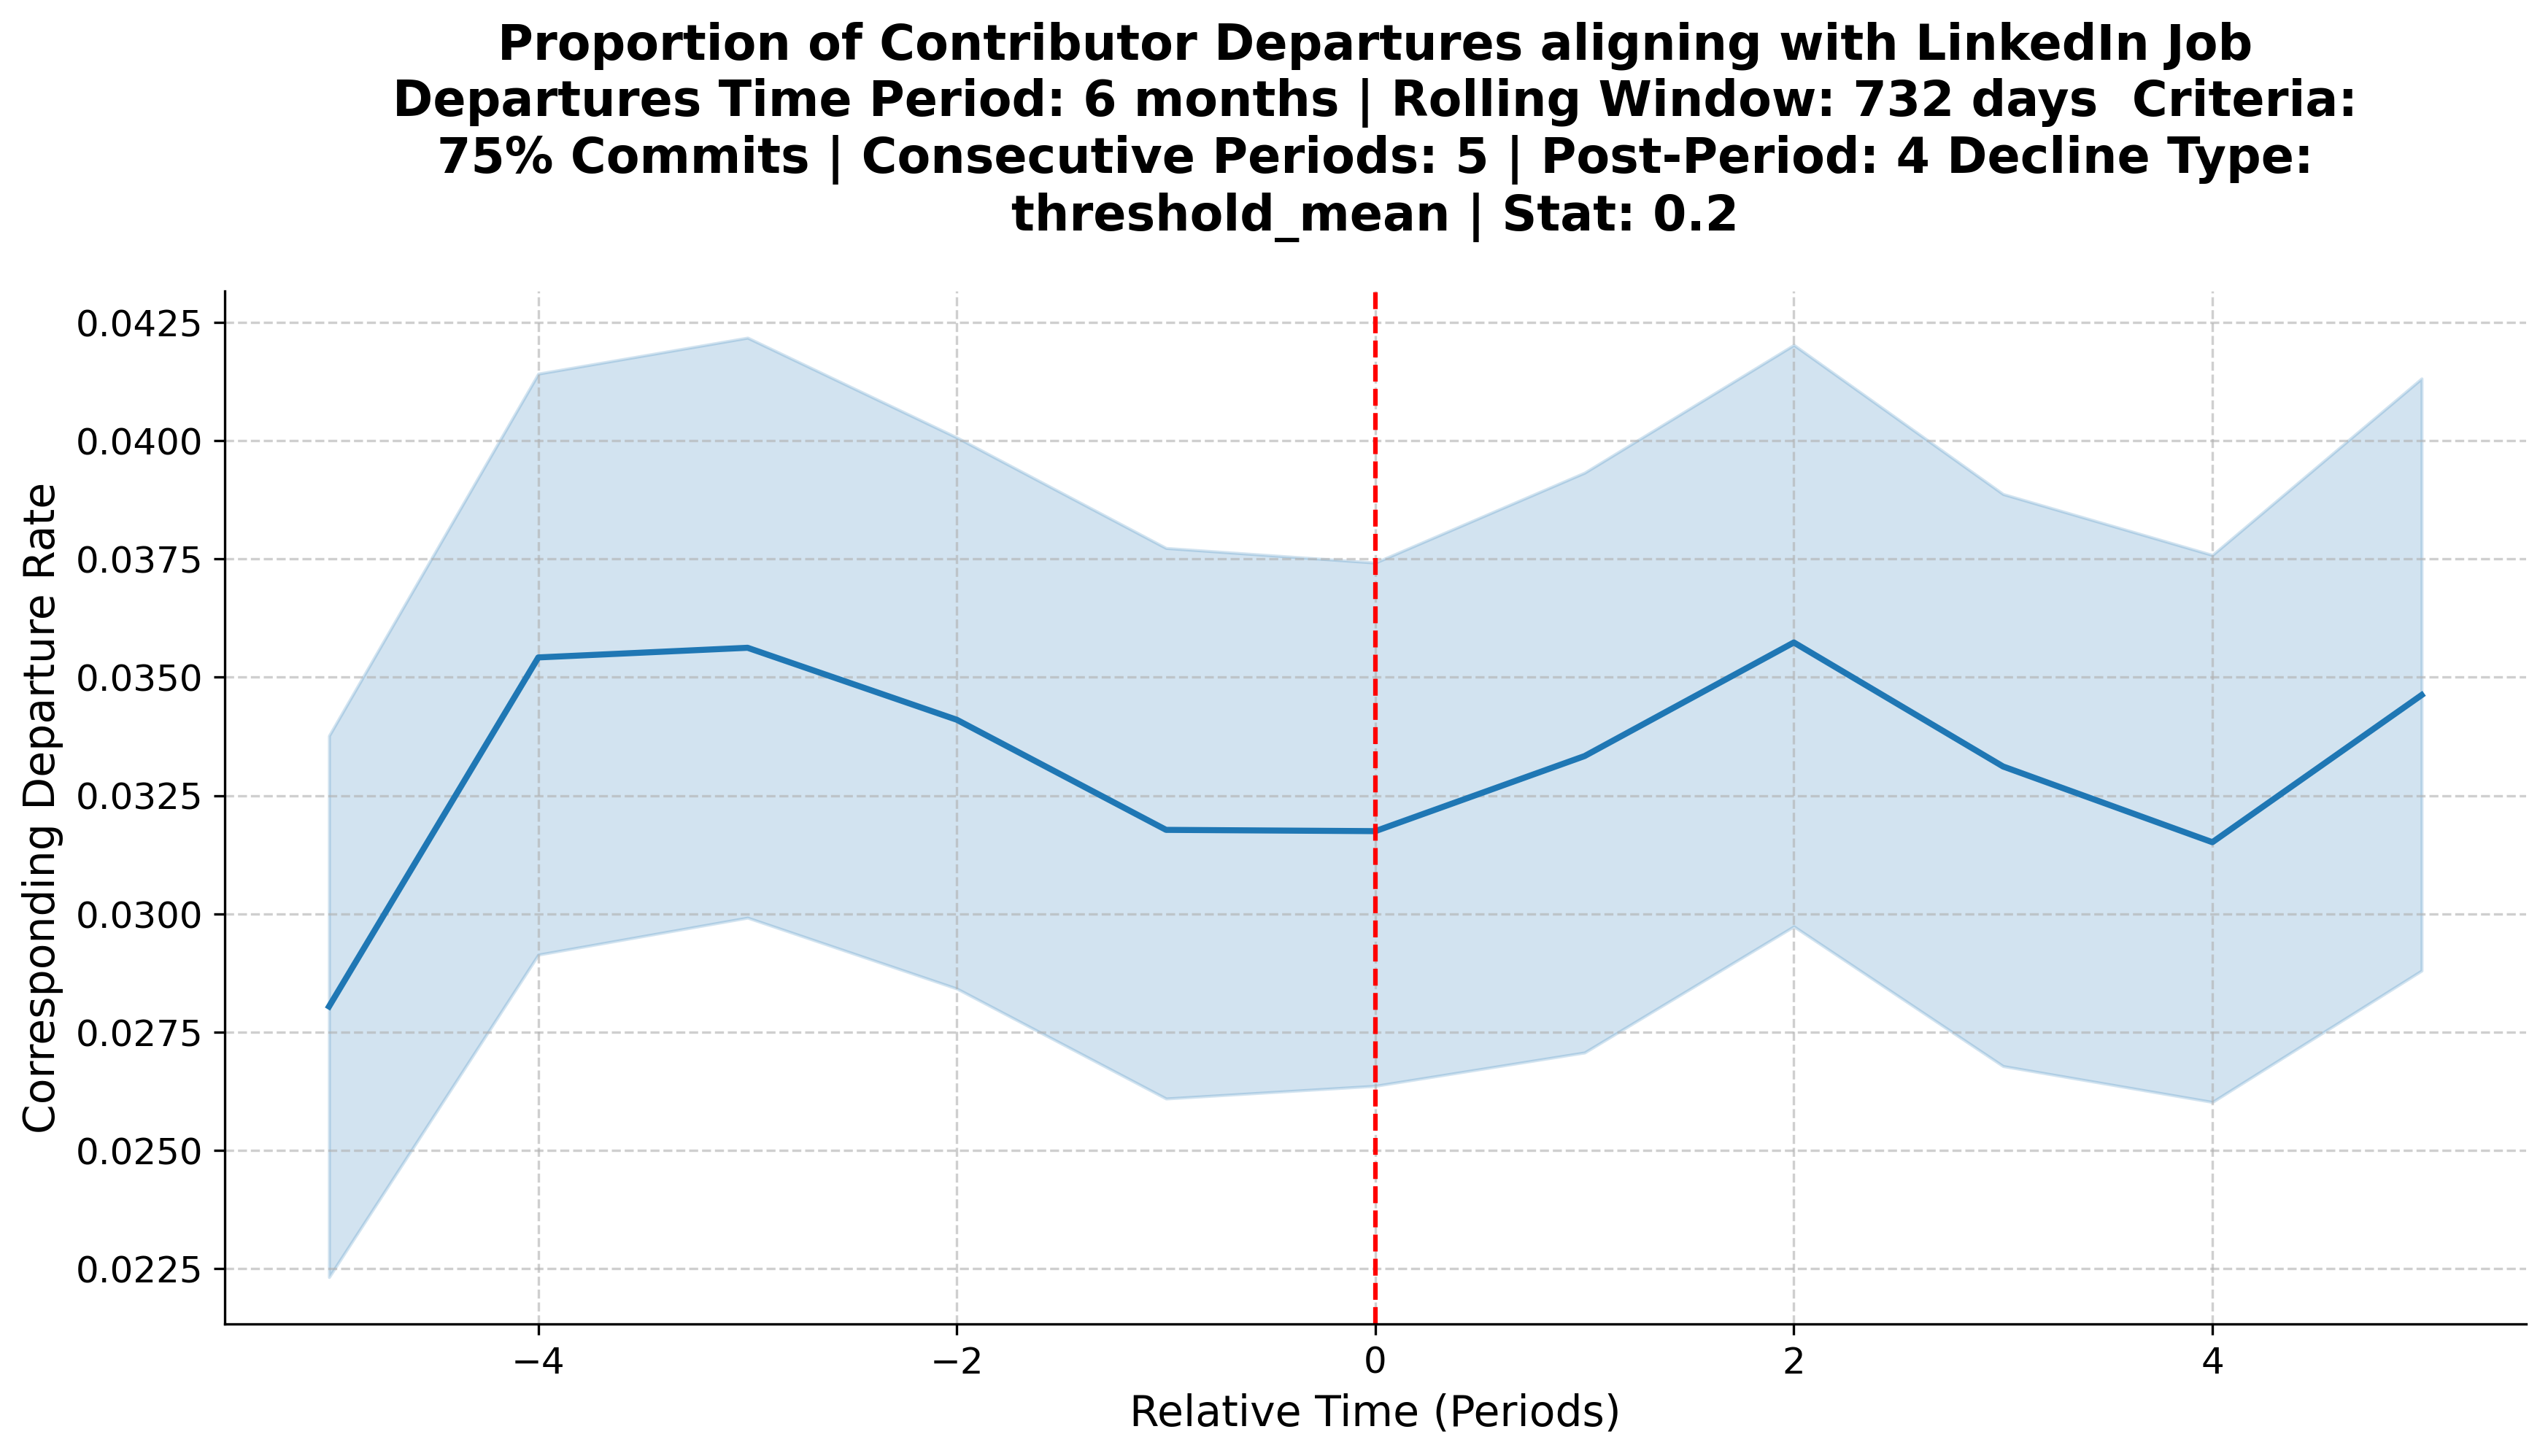 Proportion of Contributor Departures aligning with LinkedIn Job
Departures Time Period: 6 months | Rolling Window: 732 days  Criteria:
75% Commits | Consecutive Periods: 5 | Post-Period: 4 Decline Type:
threshold_mean | Stat: 0.2
Corresponding Departure Rate
0.0425
0.0400
0.0375
0.0350
0.0325
0.0300
0.0275
0.0250
0.0225
−4
−2
0
2
4
Relative Time (Periods)